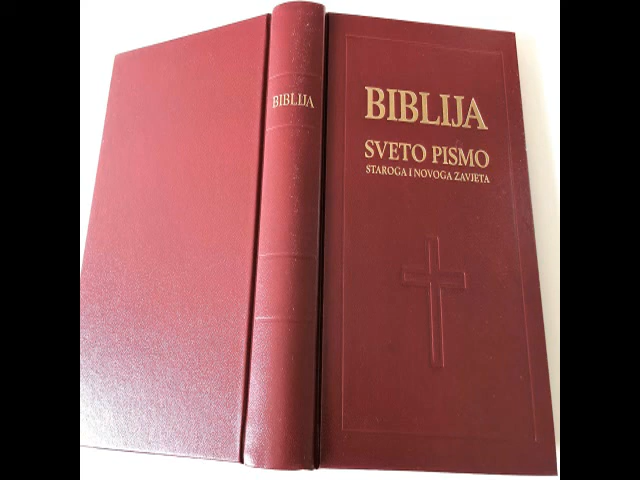 BIBLIJA
BIBLIJA
SVETO PISMO
STAROGA I NOVOGA ZAVJETA